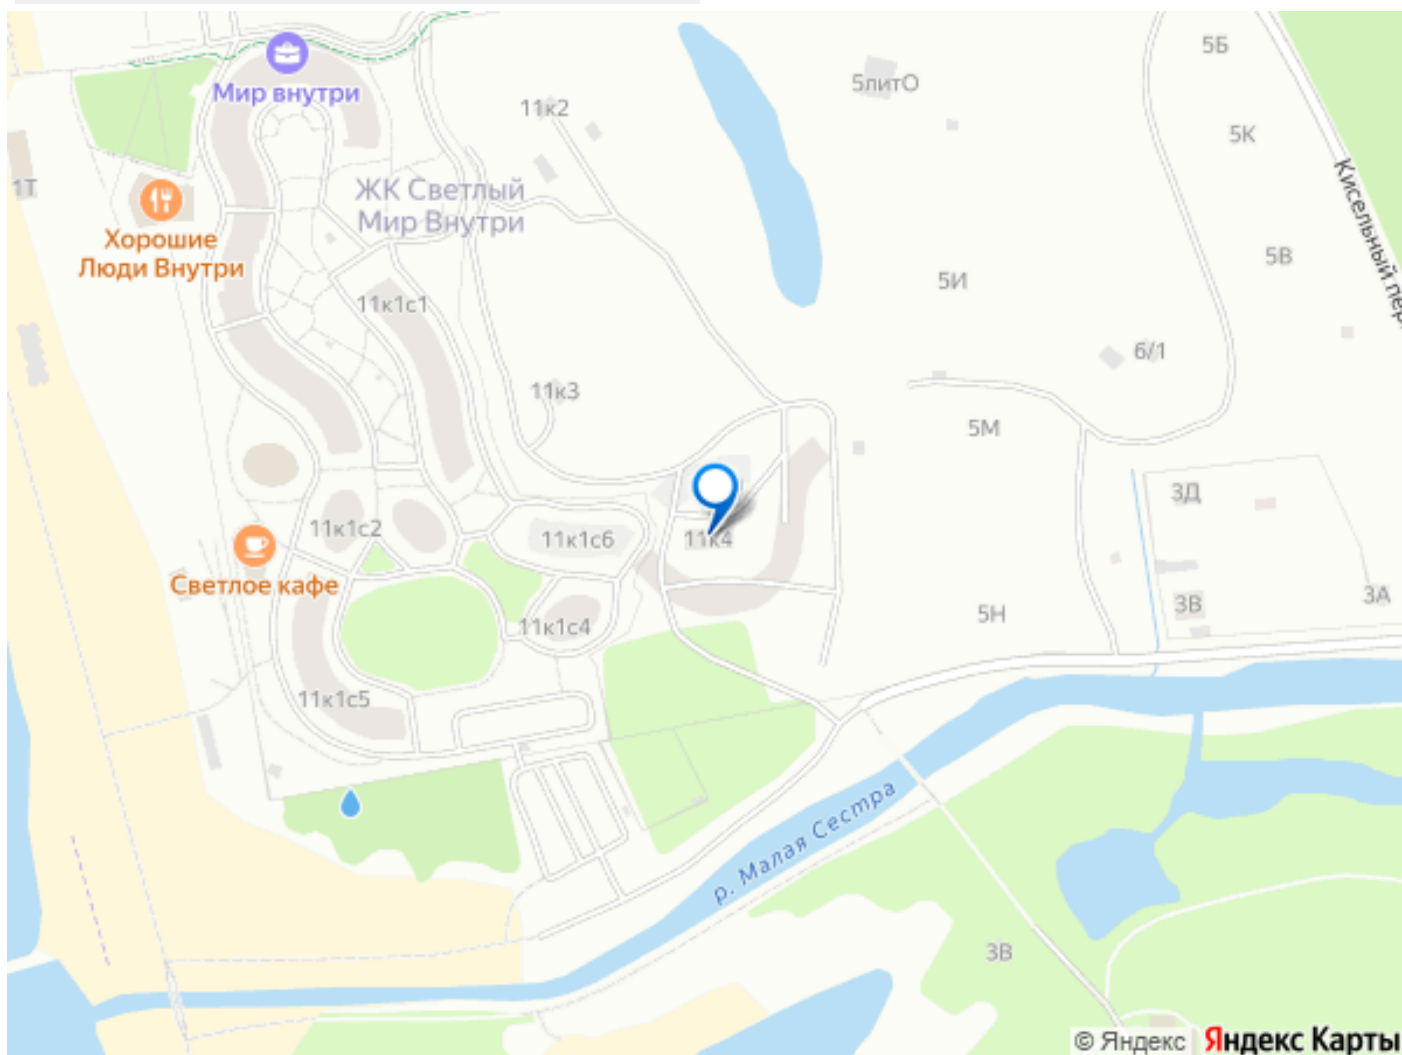 5Б
Мир внутри
11к2
5литО
5К
1Т
ЖК Светлый
Мир Внутри
Хорошие
Люди Внутри
Кисельный пер.
5В
5И
11к1с1
6/1
11к3
5М
3Д
11к1с2
11к1с6
11к4
Светлое кафе
3В
3А
5Н
11к1с4
11к1с5
р. Малая Сестра
3В
© Яндекс Яндекс Карты